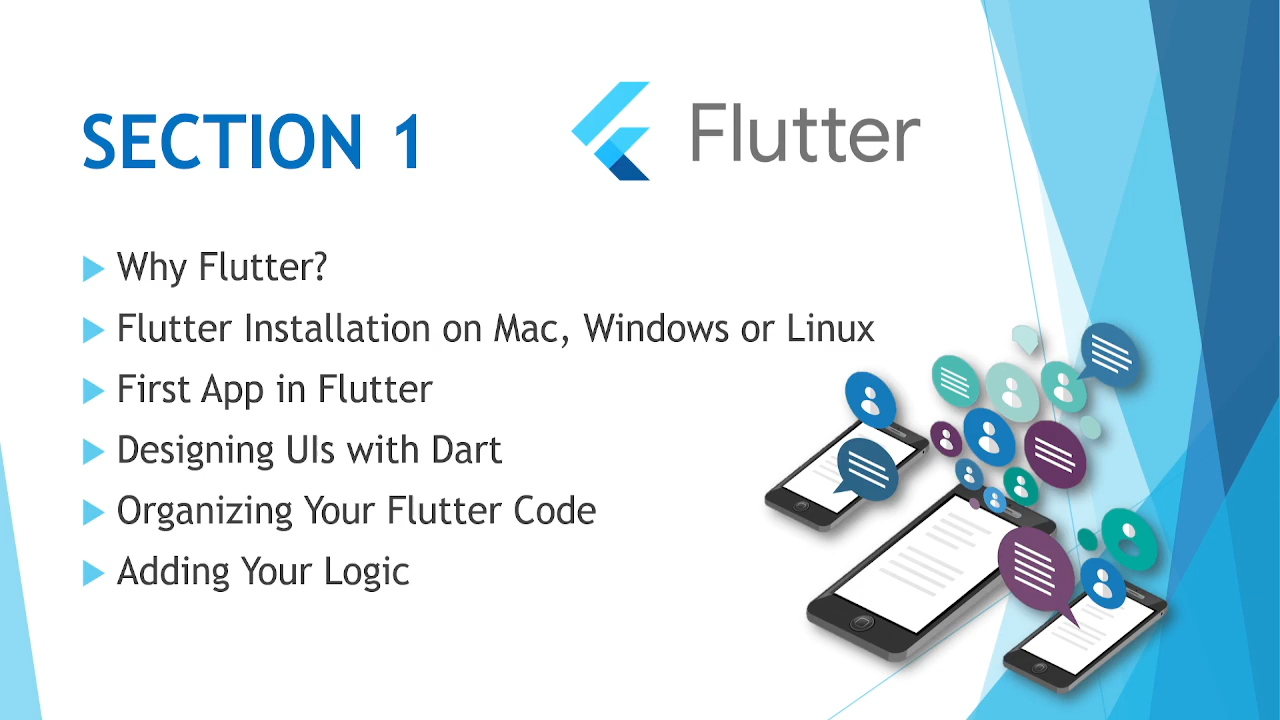 SECTION 1
Flutter
Why Flutter?
Flutter Installation on Mac, Windows or Linux
First App in Flutter
Designing UIs with Dart
Organizing Your Flutter Code
Adding Your Logic